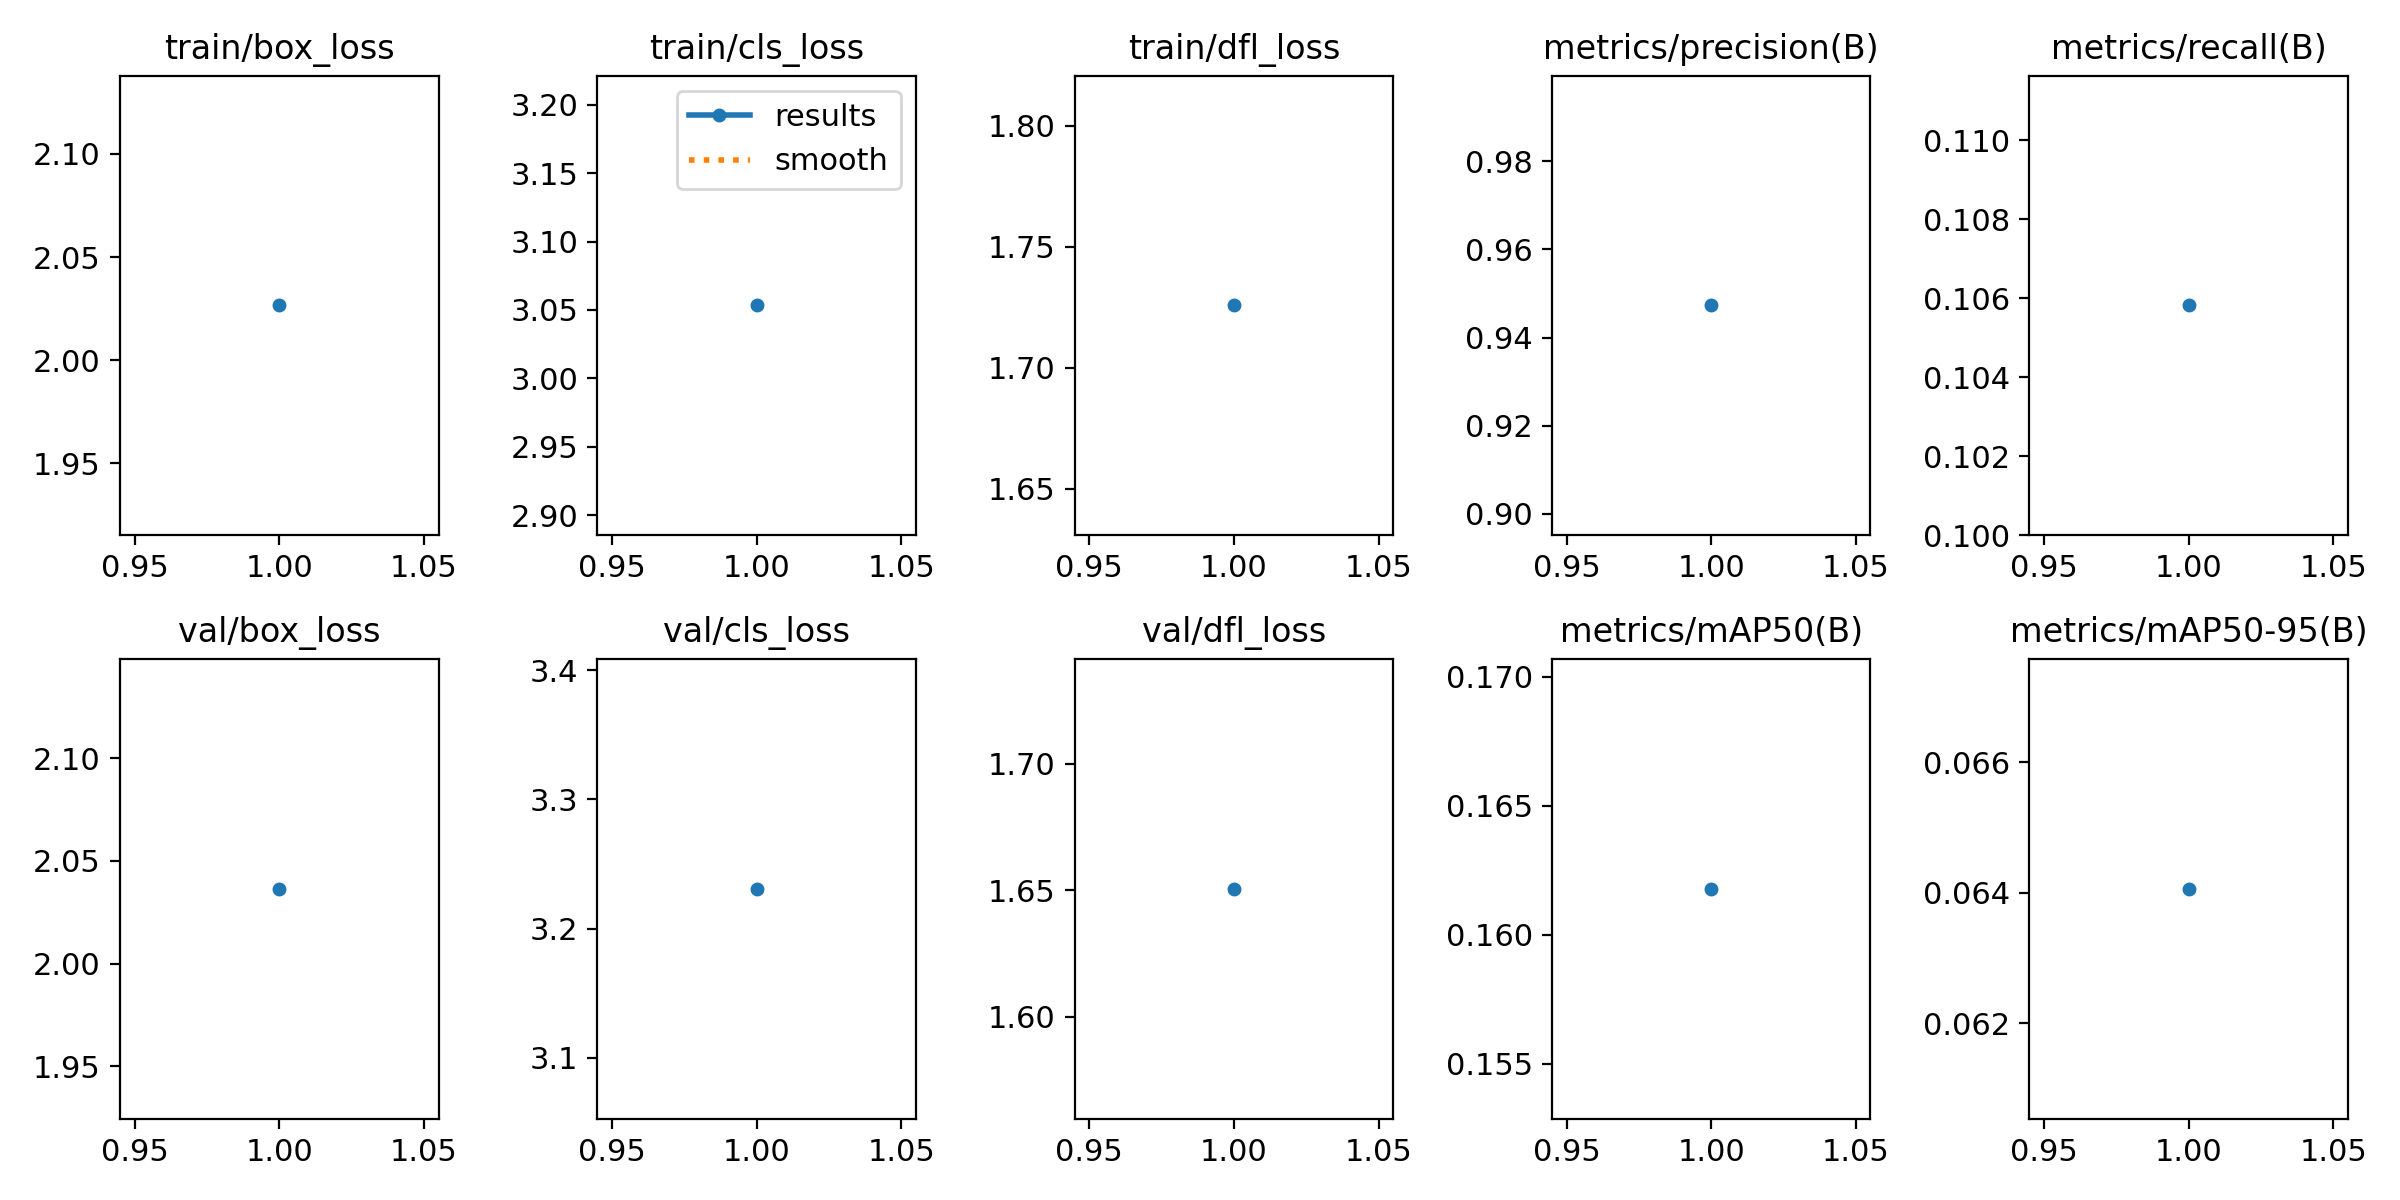 train/box_loss
2.10
2.05
2.00
1.95
0.95 1.00 1.05
train/cls_loss
3.20
3.15
3.10
3.05
3.00
2.95
2.90
results
smooth
0.95 1.00 1.05
train/dfl_loss
1.80
1.75
1.70
1.65
0.95 1.00 1.05
metrics/precision(B)
0.98
0.96
0.94
0.92
0.90
0.95 1.00 1.05
metrics/recall(B)
0.110
0.108
0.106
0.104
0.102
0.100
0.95 1.00 1.05
val/box_loss
2.10
2.05
2.00
1.95
0.95 1.00 1.05
val/cls_loss
3.4
3.3
3.2
3.1
0.95 1.00 1.05
val/dfl_loss
1.70
1.65
1.60
0.95 1.00 1.05
metrics/mAP50(B)
0.170
0.165
0.160
0.155
0.95 1.00 1.05
metrics/mAP50-95(B)
0.066
0.064
0.062
0.95 1.00 1.05